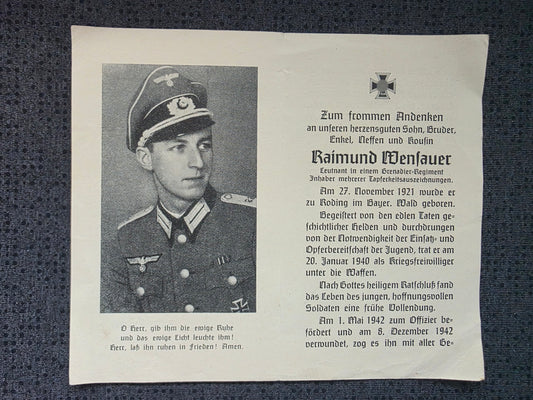 O Herr, gib ihm die ewige Ruhe
und das ewige Licht leuchte ihm!
Herr, laß ihn ruhen in Frieden! Amen.
Zum frommen Andenken
an unseren herzensguten Sohn, Bruder,
Enkel, Neffen und Kousin
Raimund Wensauer
Leutnant in einem Grenadier-Regiment
Inhaber mehrerer Tapferkeitsauszeichnungen.
Am 27. November 1921 wurde er
zu Roding im Bayer. Wald geboren.
Begeistert von den edlen Taten ge-
schichtlicher Helden und durchdrungen
von der Notwendigkeit der Einsatz- und
Opferbereitschaft der Jugend, trat er am
20. Januar 1940 als Kriegsfreiwilliger
unter die Waffen.
Nach Gottes heiligem Ratschluß fand
das Leben des jungen, hoffnungsvollen
Soldaten eine frühe Vollendung.
Am 1. Mai 1942 zum Offizier be-
fördert und am 8. Dezember 1942
verwundet, zog es ihn mit aller Ge-